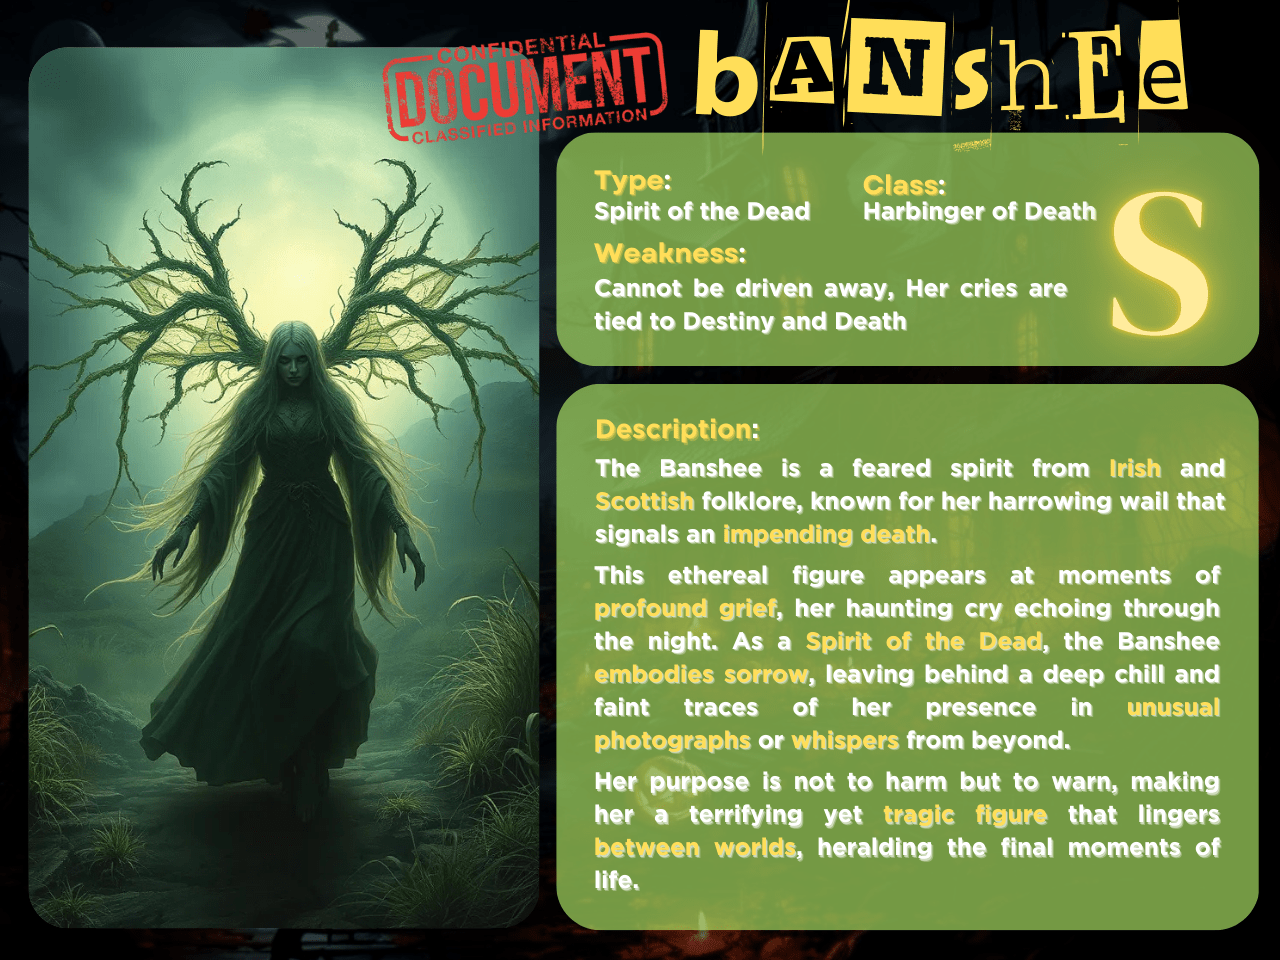 CONFIDENTIAL
DOCUMENT
CLASSIFIED INFORMATION
bANshEe
Type:
Spirit of the Dead
Class:
Harbinger of Death
S
Weakness:
Cannot be driven away, Her cries are
tied to Destiny and Death
Description:
The Banshee is a feared spirit from Irish and
Scottish folklore, known for her harrowing wail that
signals an impending death.
This ethereal figure appears at moments of
profound grief, her haunting cry echoing through
the night. As a Spirit of the Dead, the Banshee
embodies sorrow, leaving behind a deep chill and
faint traces of her presence in unusual
photographs or whispers from beyond.
Her purpose is not to harm but to warn, making
her a terrifying yet tragic figure that lingers
between worlds, heralding the final moments of
life.